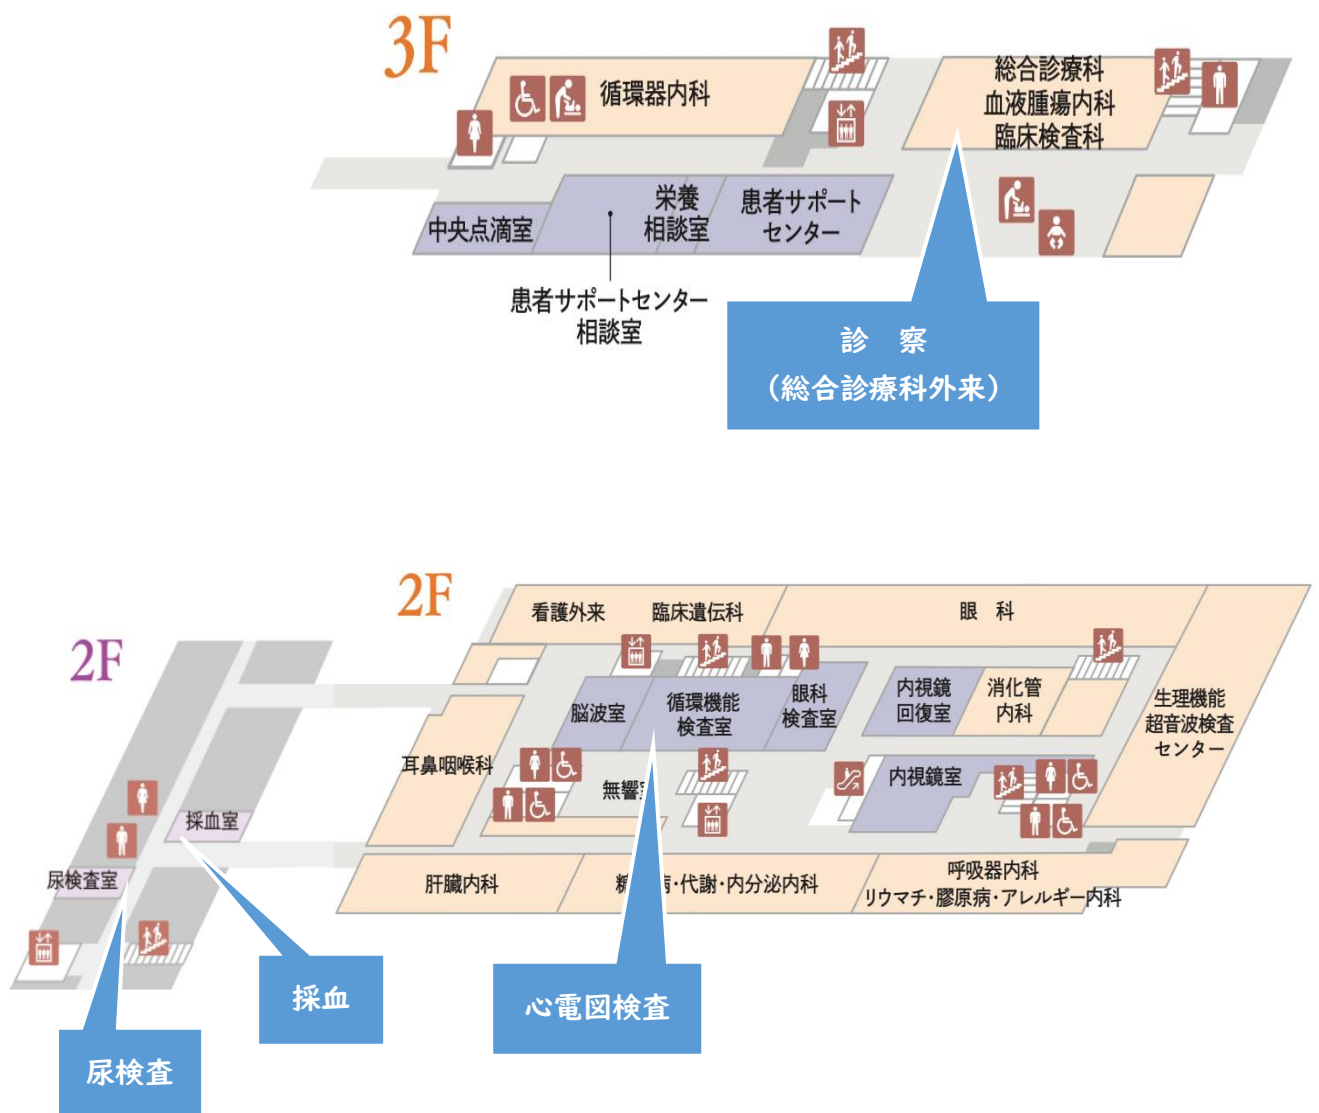 3F
循環器内科
総合診療科
血液腫瘍内科
臨床検査科
中央点滴室
栄養
相談室
患者サポート
センター
患者サポートセンター
相談室
診　察
（総合診療科外来）
2F
2F
看護外来
臨床遺伝科
眼　科
脳波室
循環機能
検査室
眼科
検査室
内視鏡
回復室
消化管
内科
生理機能
超音波検査
センター
耳鼻咽喉科
無響
内視鏡室
採血室
尿検査室
肝臓内科
糖 病・代謝・内分泌内科
呼吸器内科
リウマチ・膠原病・アレルギー内科
採血
心電図検査
尿検査